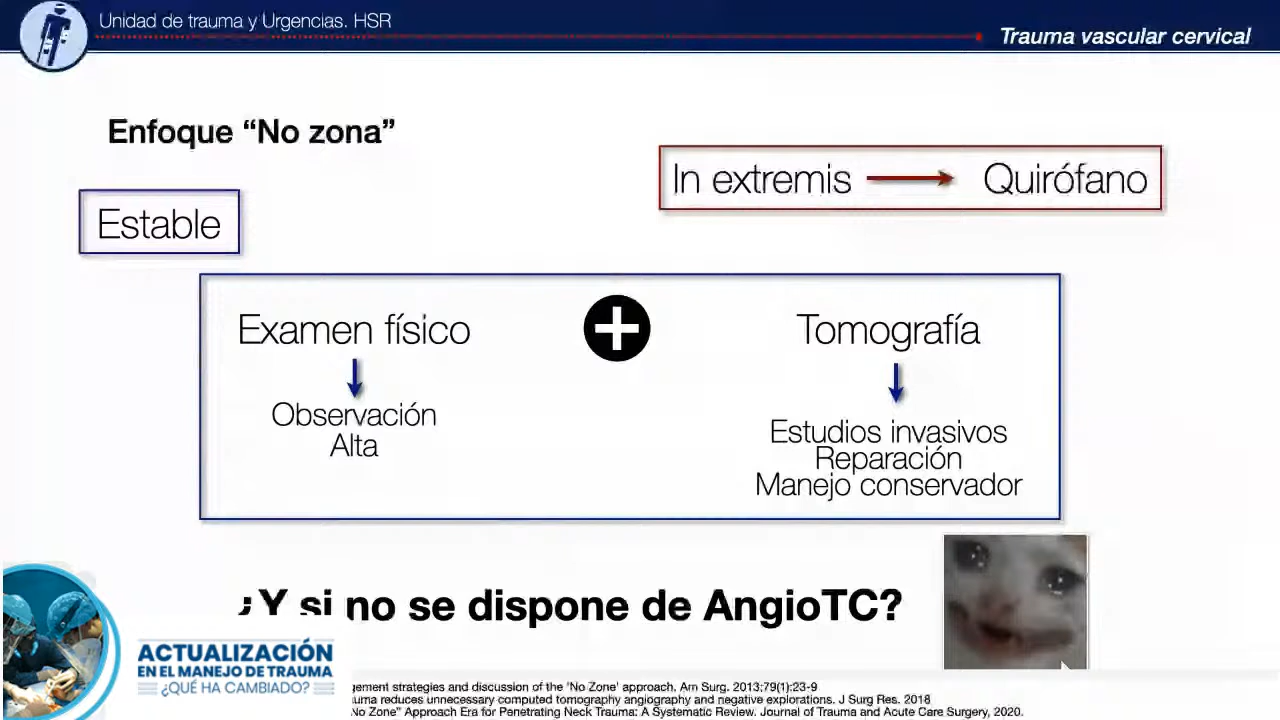 Unidad de trauma y Urgencias. HSR
Trauma vascular cervical
Enfoque “No zona”
In extremis
Quirófano
Estable
Examen físico
Tomografía
Observación
Alta
Estudios invasivos
Reparación
Manejo conservador
¿Y si no se dispone de AngioTC?
ACTUALIZACIÓN
EN EL MANEJO DE TRAUMA
¿QUÉ HA CAMBIADO?
strategies and discussion of the 'No Zone' approach. Am Surg. 2013;79(1):23-9
reduces unnecessary computed tomography angiography and negative explorations. J Surg Res. 2018
No Zone” Approach Era for Penetrating Neck Trauma: A Systematic Review. Journal of Trauma and Acute Care Surgery, 2020.